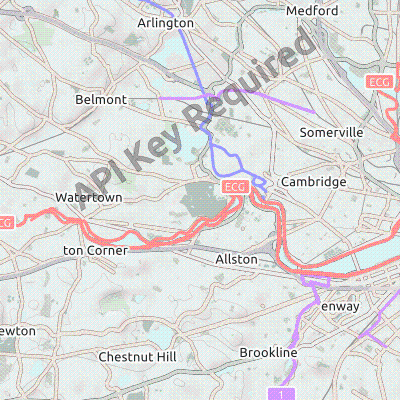 Medford
Arlington
API Key Required
ECG
Belmont
Somerville
ECG
Cambridge
Watertown
CG
ton Corner
Allston
enway
ewton
Chestnut Hill
Brookline
1